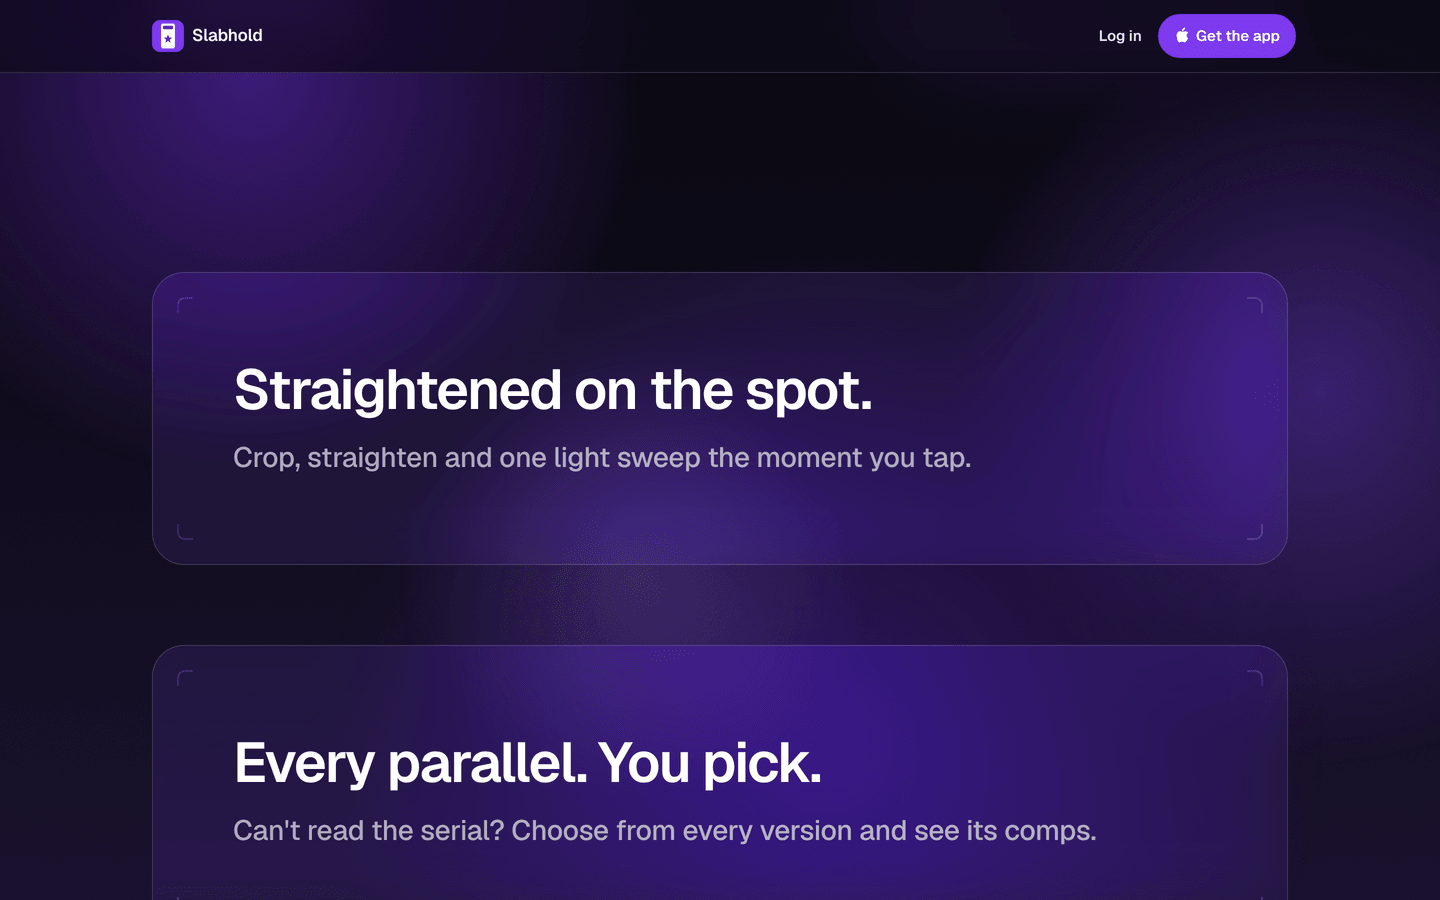 Slabhold
Log in
Get the app
Straightened on the spot.
Crop, straighten and one light sweep the moment you tap.
Every parallel. You pick.
Can't read the serial? Choose from every version and see its comps.